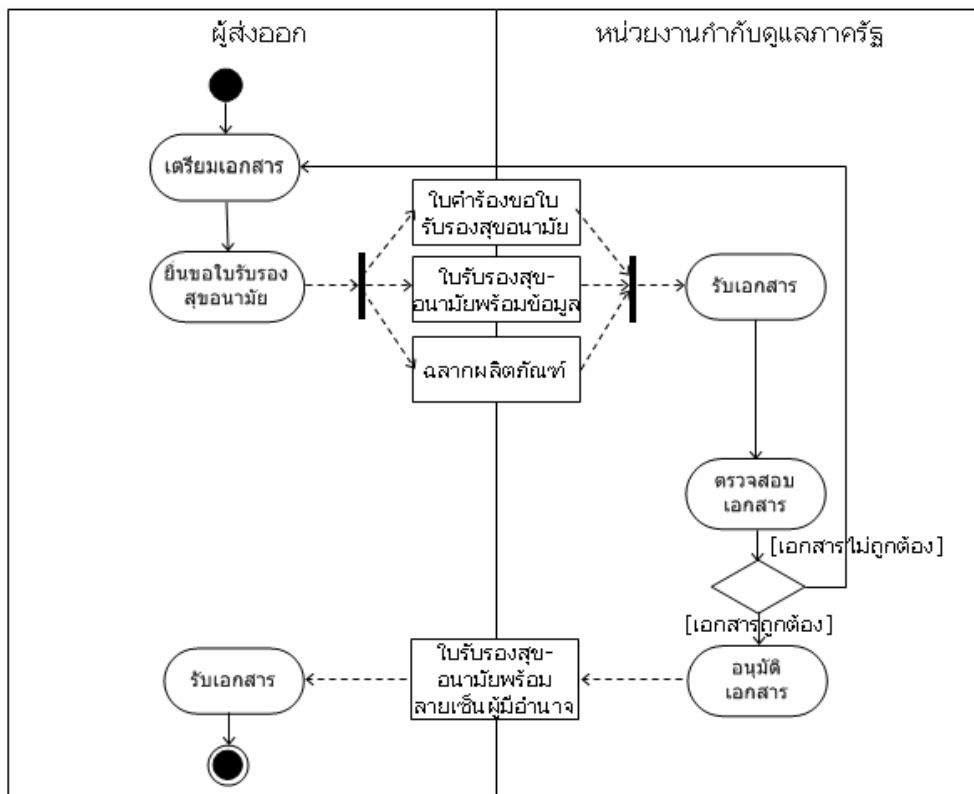 ผู้ส่งออก
หน่วยงานกำกับดูแลภาครัฐ
เตรียมเอกสาร
ยื่นขอใบรับรอง
สุขอนามัย
ใบคำร้องขอใบ
รับรองสุขอนามัย
ใบรับรองสุข-
อนามัยพร้อมข้อมูล
ฉลากผลิตภัณฑ์
รับเอกสาร
ตรวจสอบ
เอกสาร
[เอกสารไม่ถูกต้อง]
[เอกสารถูกต้อง]
อนุมัติ
เอกสาร
ใบรับรองสุข-
อนามัยพร้อม
ลายเซ็นผู้มีอำนาจ
รับเอกสาร